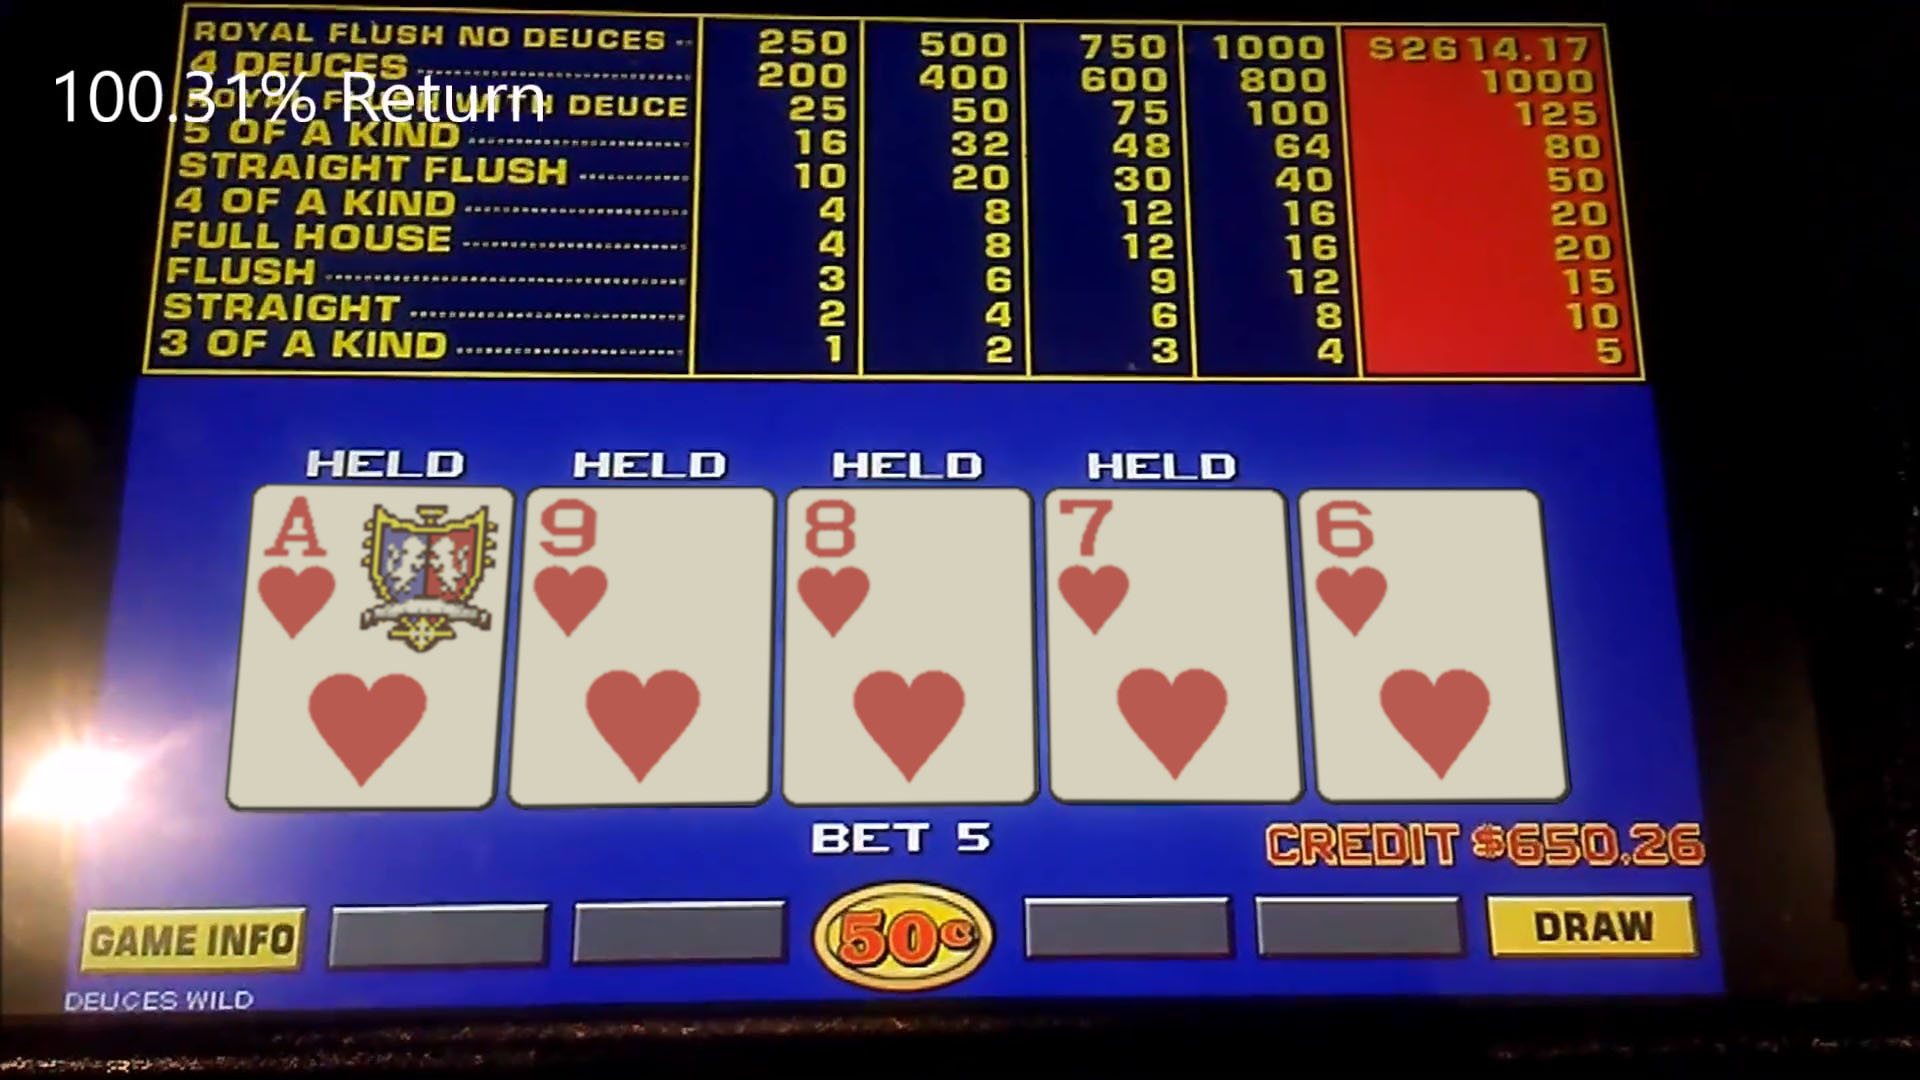 ROYAL FLUSH NO DEUCES 250 500 750 1000 $2614.17
4 DEUCES 200 400 600 800 1000
100.31% Return
ROYAL FLUSH WITH DEUCE 25 50 75 100 125
5 OF A KIND 16 32 48 64 80
STRAIGHT FLUSH 10 20 30 40 50
4 OF A KIND 4 8 12 16 20
FULL HOUSE 4 8 12 16 20
FLUSH 3 6 9 12 15
STRAIGHT 2 4 6 8 10
3 OF A KIND 1 2 3 4 5
HELD HELD HELD HELD
A 9 8 7 6
BET 5 CREDIT $650.26
GAME INFO 50¢ DRAW
DEUCES WILD